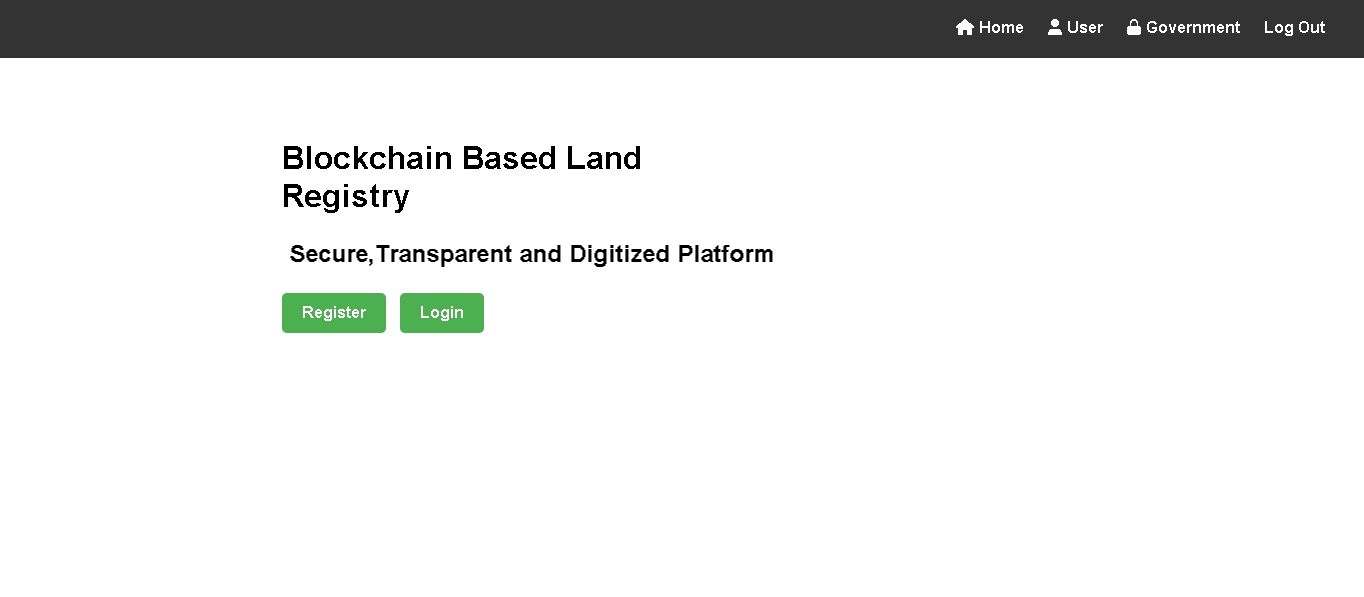 Home User Government Log Out
Blockchain Based Land
Registry
Secure,Transparent and Digitized Platform
Register Login